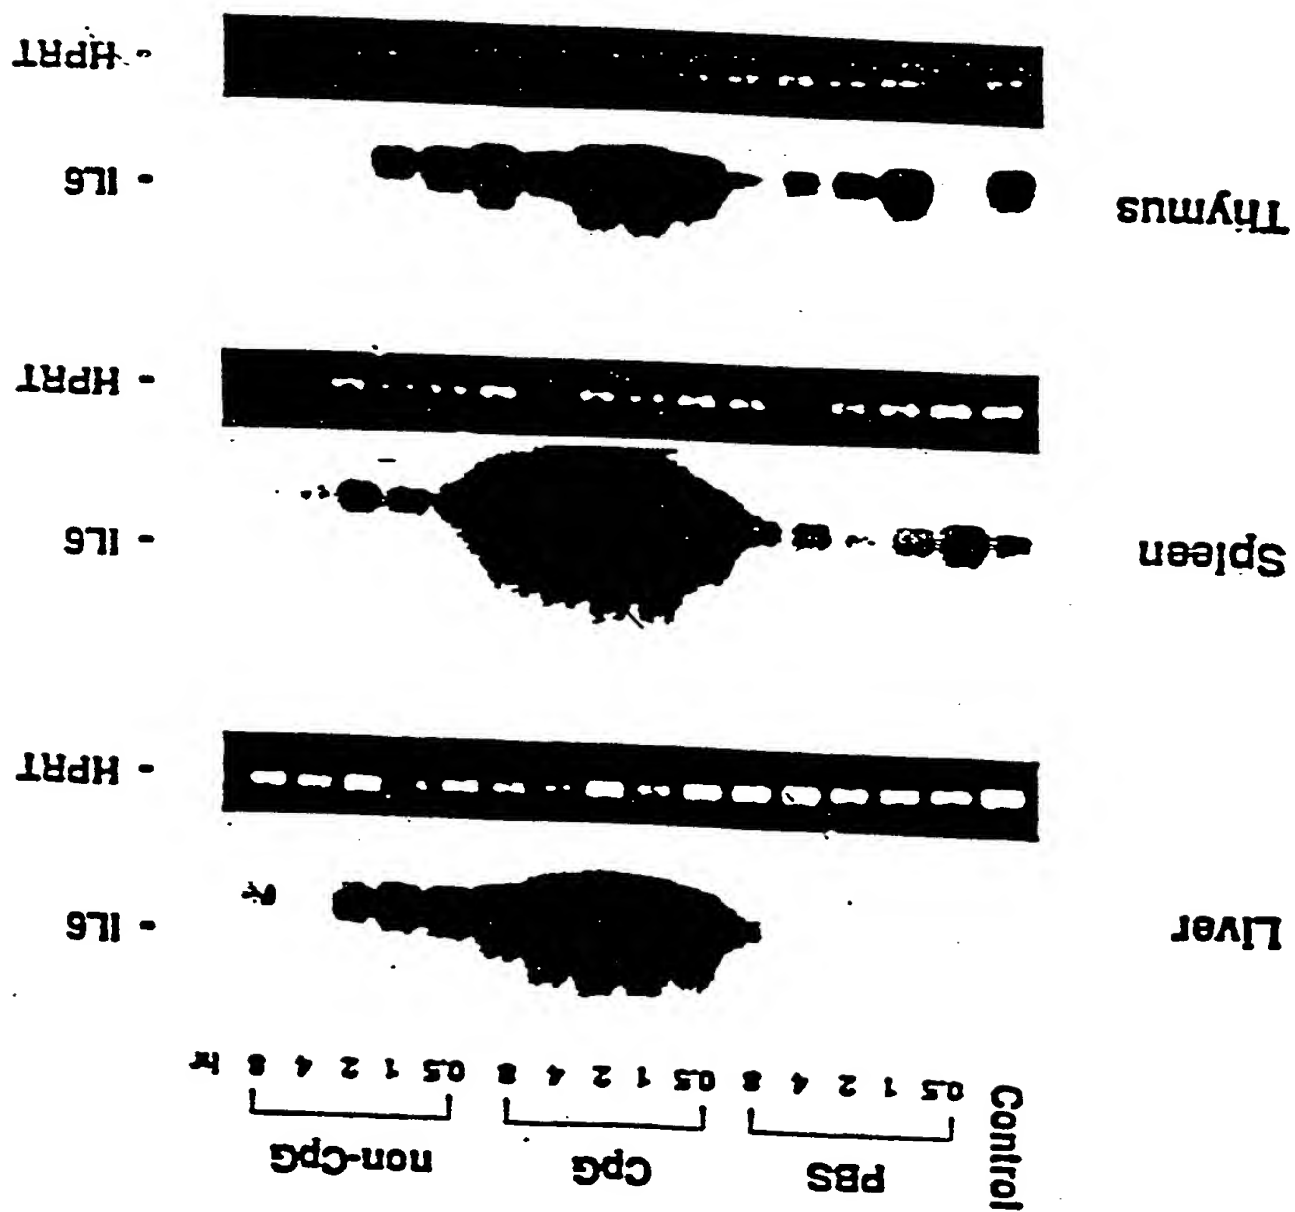 Control PBS CpG non-CpG
0.5 1 2 4 8 0.5 1 2 4 8 0.5 1 2 4 8 hr
Liver - IL6
- HPRT
Spleen - IL6
- HPRT
Thymus - IL6
- HPRT